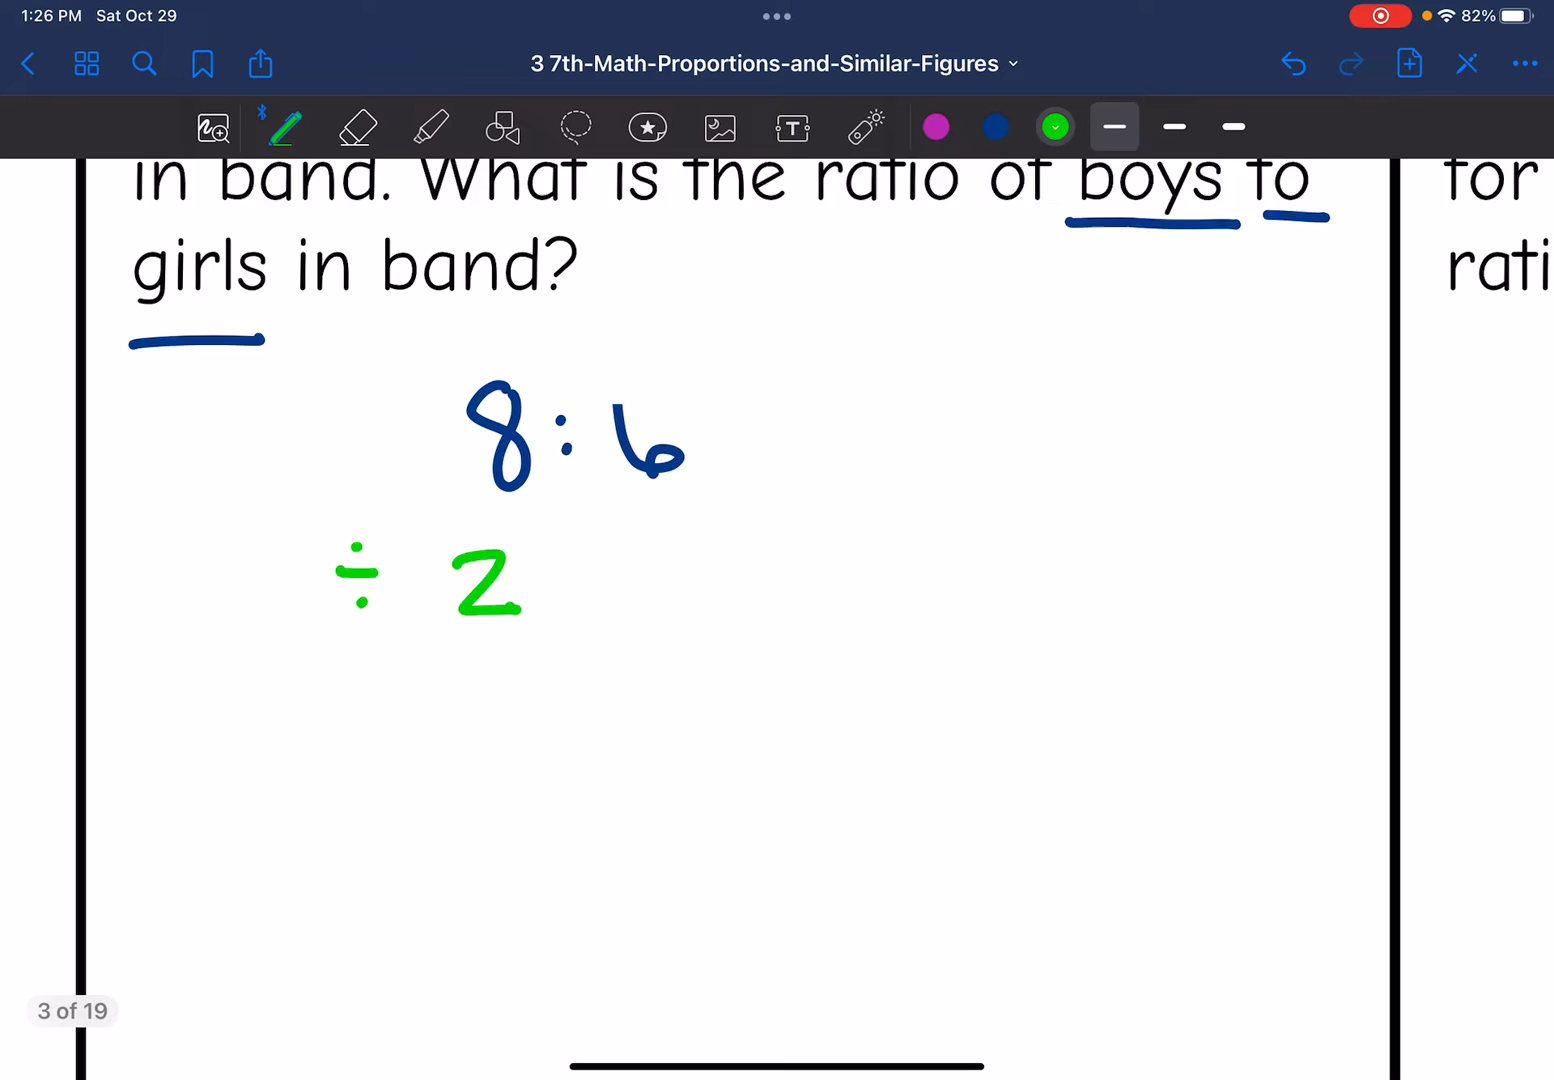 1:26 PM Sat Oct 29
82%
3 7th-Math-Proportions-and-Similar-Figures
T
in band. What is the ratio of boys to
girls in band?
for
rati
8 : 6
÷ 2
3 of 19